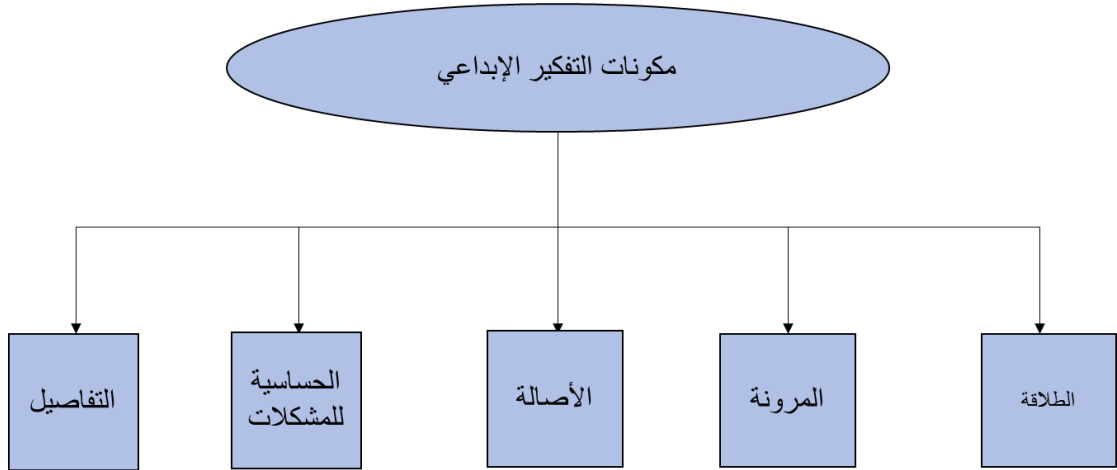 مكونات التفكير الإبداعي
الطلاقة
المرونة
الأصالة
الحساسية
للمشكلات
التفاصيل